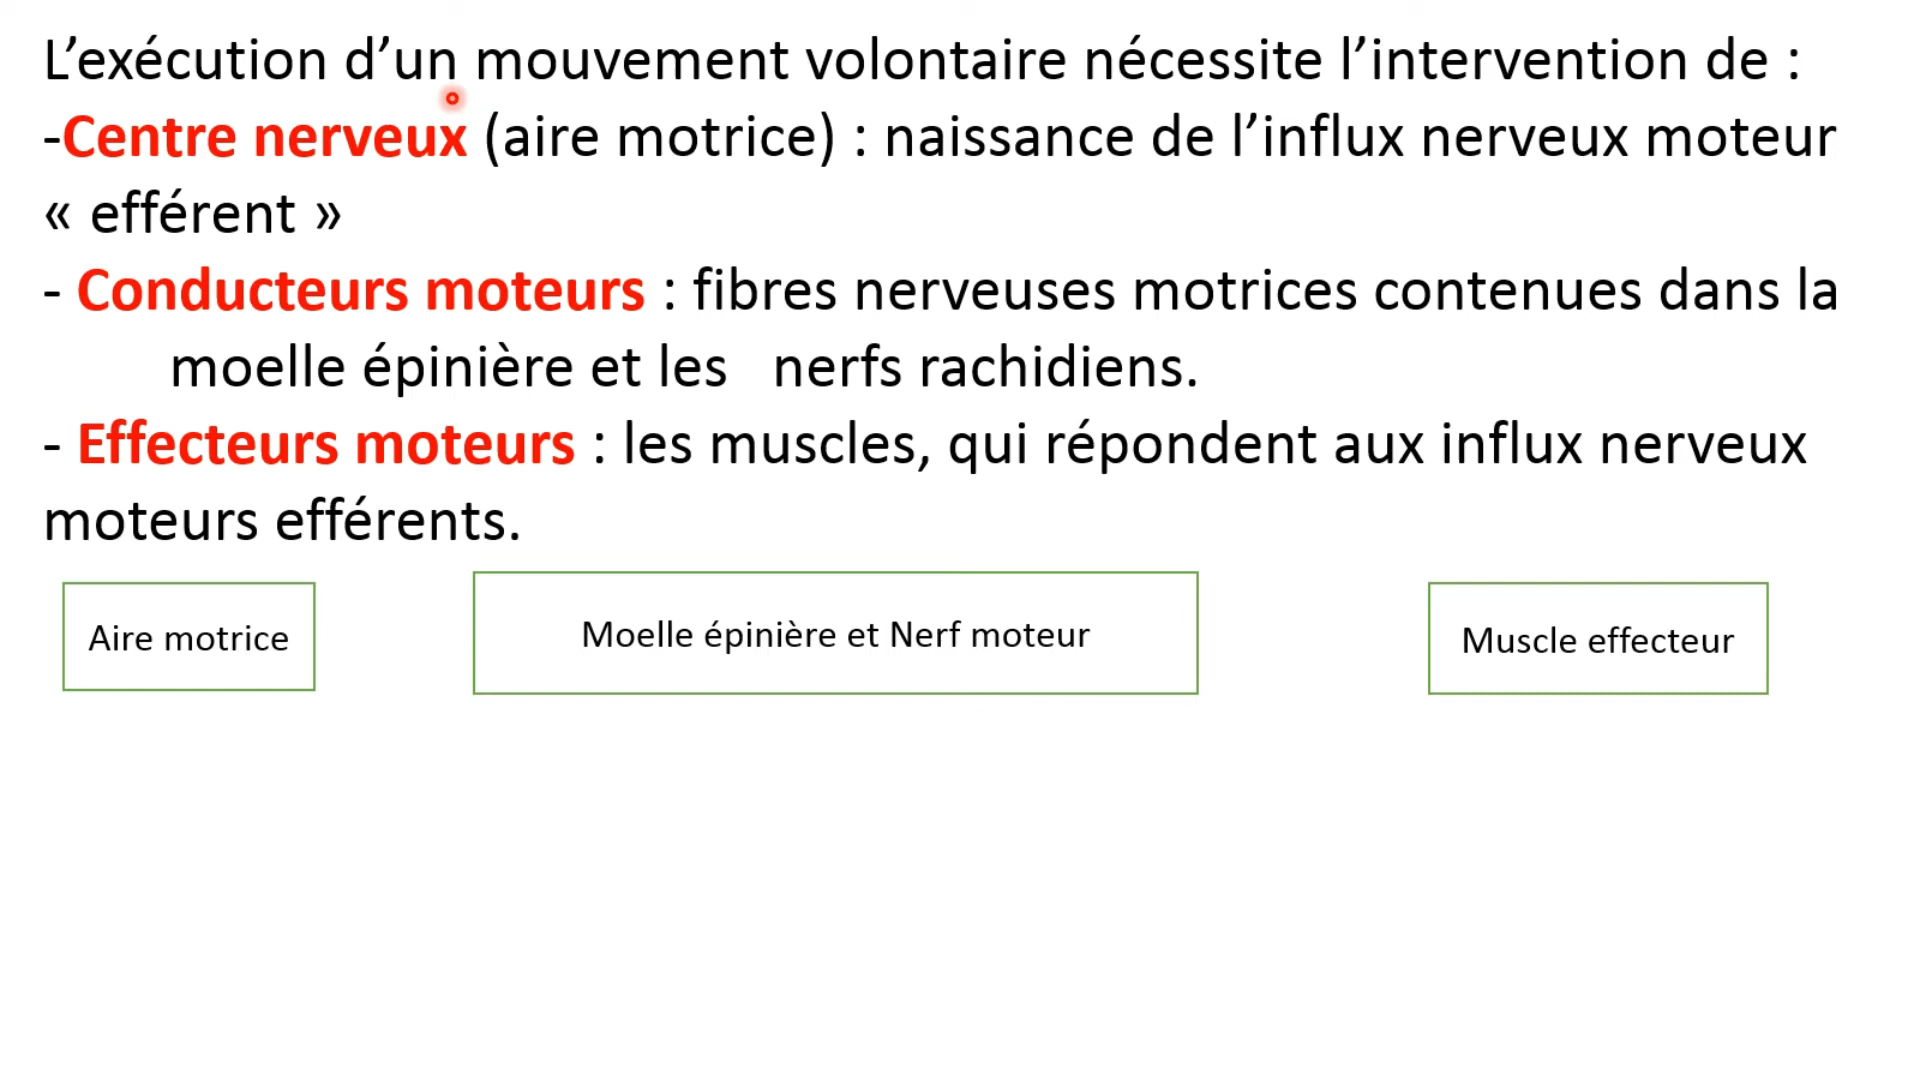 L’exécution d’un mouvement volontaire nécessite l’intervention de :
-Centre nerveux (aire motrice) : naissance de l’influx nerveux moteur
« efférent »
- Conducteurs moteurs : fibres nerveuses motrices contenues dans la
moelle épinière et les nerfs rachidiens.
- Effecteurs moteurs : les muscles, qui répondent aux influx nerveux
moteurs efférents.
Aire motrice
Moelle épinière et Nerf moteur
Muscle effecteur